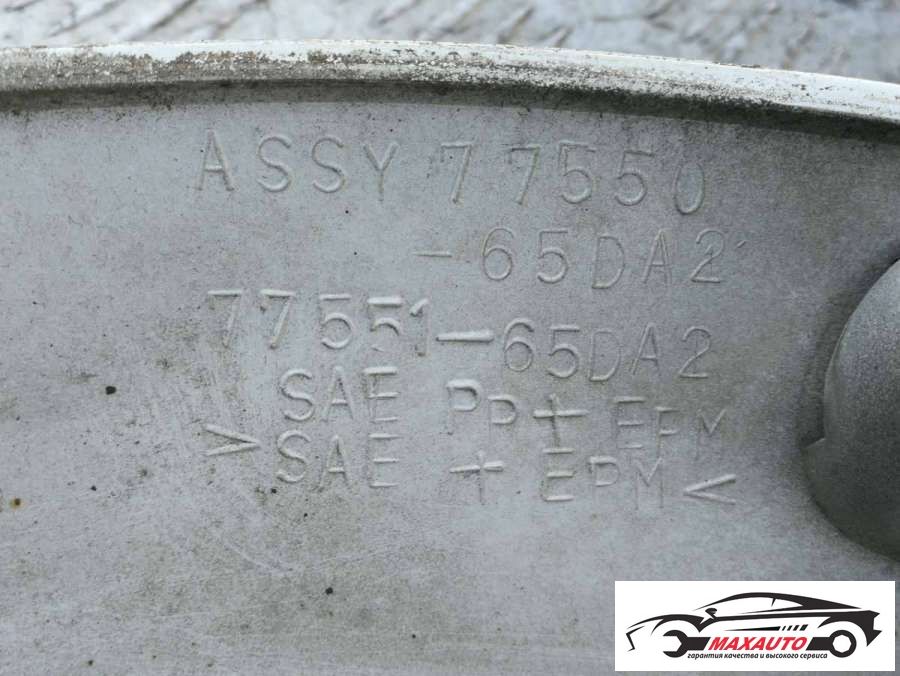 ASSY 77550
-65DA2
77551-65DA2
SAE PP+EPM
>SAE +EPM<
MAXAUTO
гарантия качества и высокого сервиса